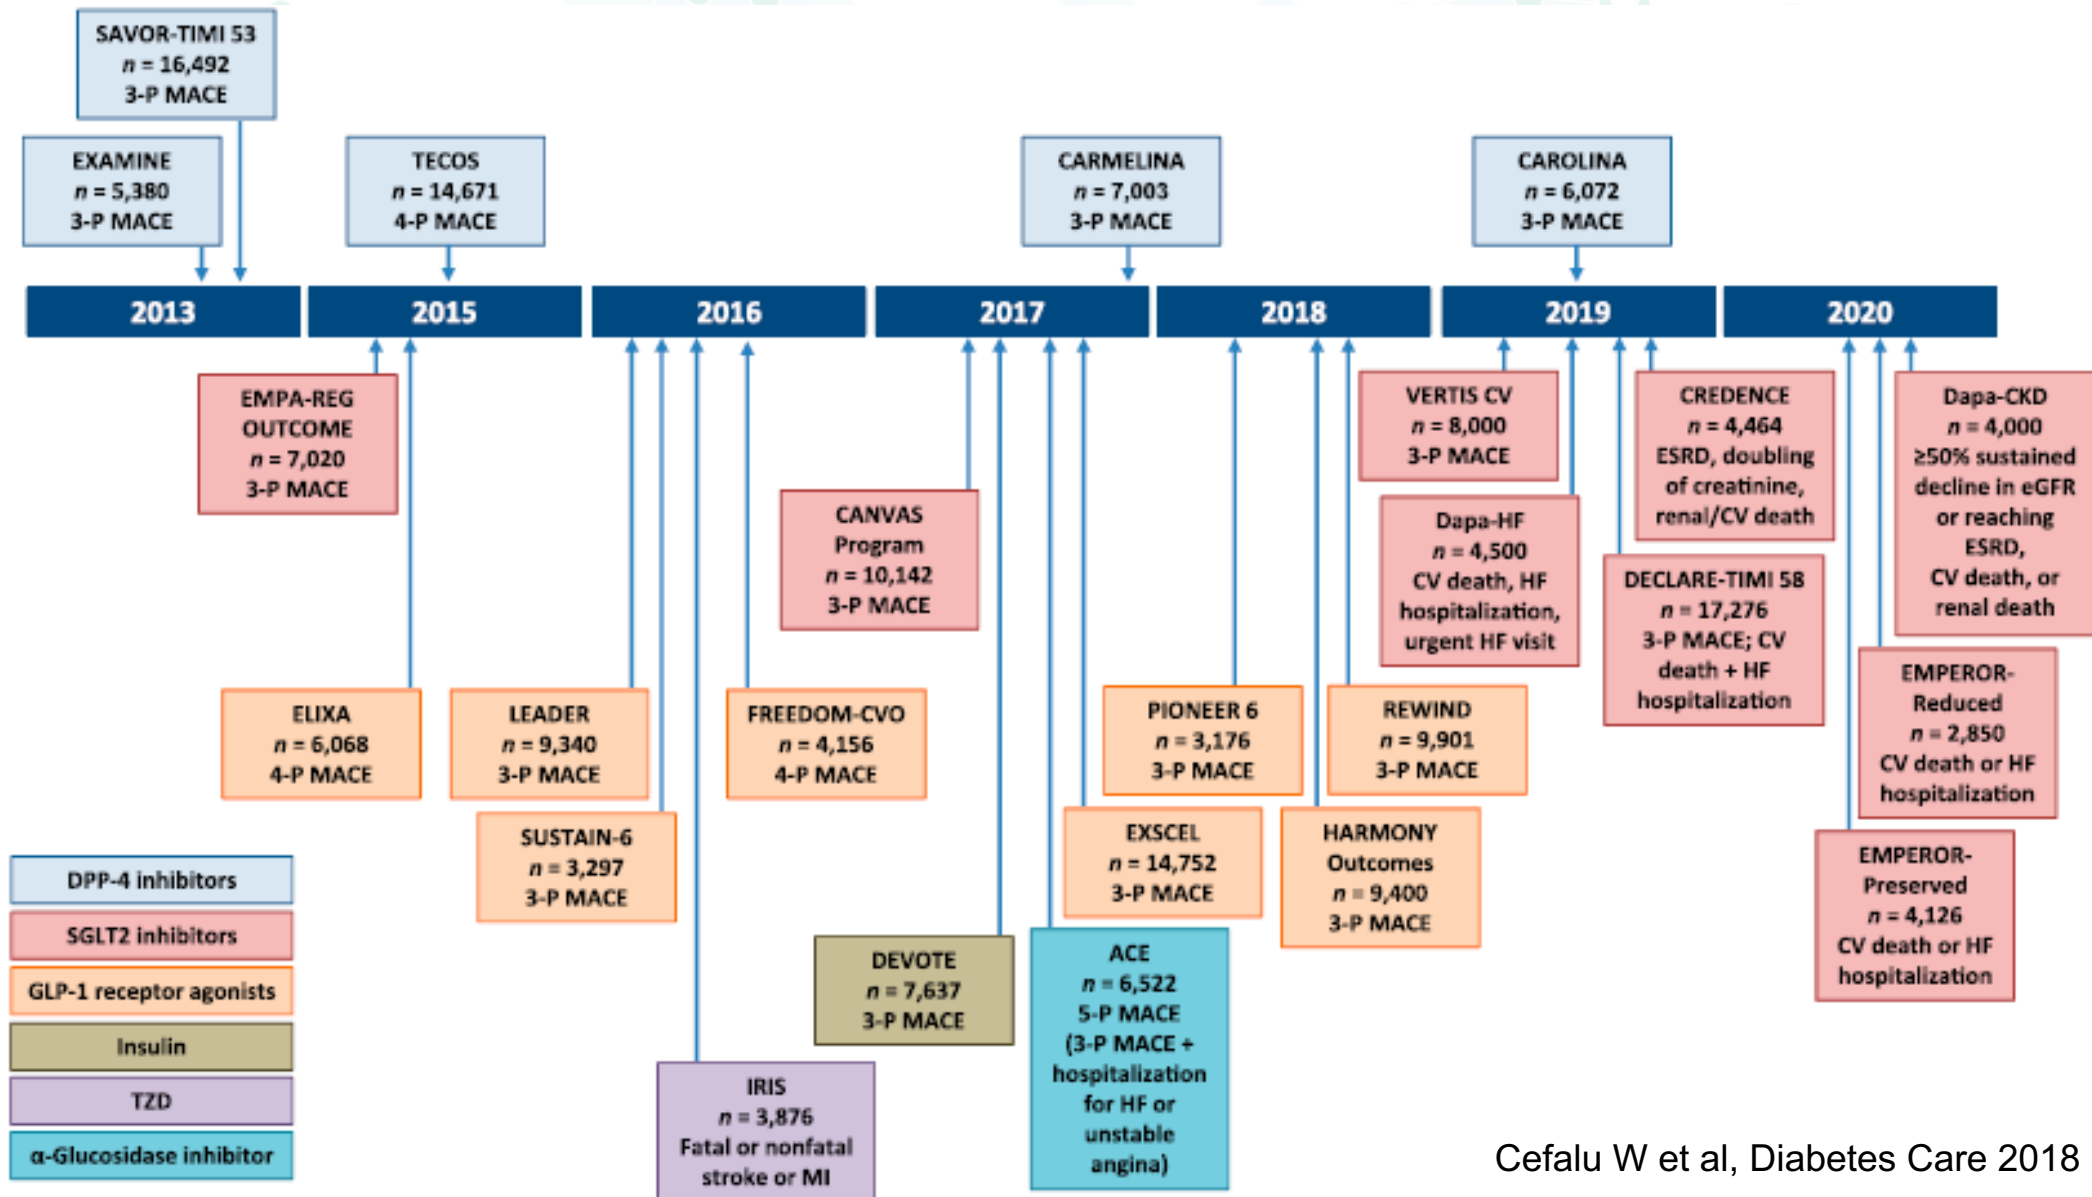 SAVOR-TIMI 53
n = 16,492
3-P MACE
EXAMINE
n = 5,380
3-P MACE
TECOS
n = 14,671
4-P MACE
CARMELINA
n = 7,003
3-P MACE
CAROLINA
n = 6,072
3-P MACE
2013
2015
2016
2017
2018
2019
2020
EMPA-REG
OUTCOME
n = 7,020
3-P MACE
CANVAS
Program
n = 10,142
3-P MACE
VERTIS CV
n = 8,000
3-P MACE
Dapa-HF
n = 4,500
CV death, HF
hospitalization,
urgent HF visit
CREDENCE
n = 4,464
ESRD, doubling
of creatinine,
renal/CV death
DECLARE-TIMI 58
n = 17,276
3-P MACE; CV
death + HF
hospitalization
Dapa-CKD
n = 4,000
≥50% sustained
decline in eGFR
or reaching
ESRD,
CV death, or
renal death
EMPEROR-
Reduced
n = 2,850
CV death or HF
hospitalization
EMPEROR-
Preserved
n = 4,126
CV death or HF
hospitalization
ELIXA
n = 6,068
4-P MACE
LEADER
n = 9,340
3-P MACE
SUSTAIN-6
n = 3,297
3-P MACE
FREEDOM-CVO
n = 4,156
4-P MACE
PIONEER 6
n = 3,176
3-P MACE
REWIND
n = 9,901
3-P MACE
EXSCEL
n = 14,752
3-P MACE
HARMONY
Outcomes
n = 9,400
3-P MACE
DEVOTE
n = 7,637
3-P MACE
ACE
n = 6,522
5-P MACE
(3-P MACE +
hospitalization
for HF or
unstable
angina)
IRIS
n = 3,876
Fatal or nonfatal
stroke or MI
DPP-4 inhibitors
SGLT2 inhibitors
GLP-1 receptor agonists
Insulin
TZD
α-Glucosidase inhibitor
Cefalu W et al, Diabetes Care 2018